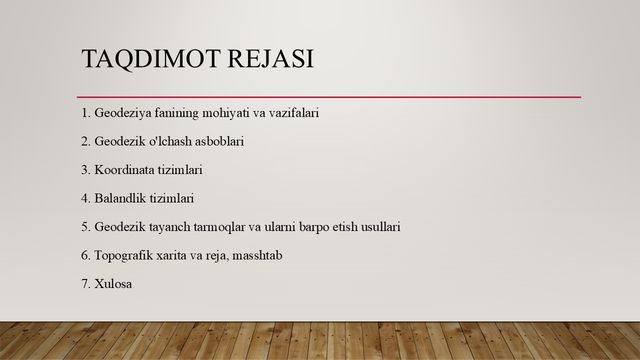 TAQDIMOT REJASI
1. Geodeziya fanining mohiyati va vazifalari
2. Geodezik o'lchash asboblari
3. Koordinata tizimlari
4. Balandlik tizimlari
5. Geodezik tayanch tarmoqlar va ularni barpo etish usullari
6. Topografik xarita va reja, masshtab
7. Xulosa